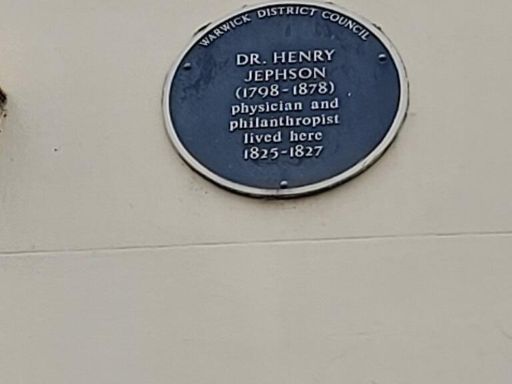 WARWICK DISTRICT COUNCIL
DR. HENRY
JEPHSON
(1798-1878)
physician and
philanthropist
lived here
1825-1827